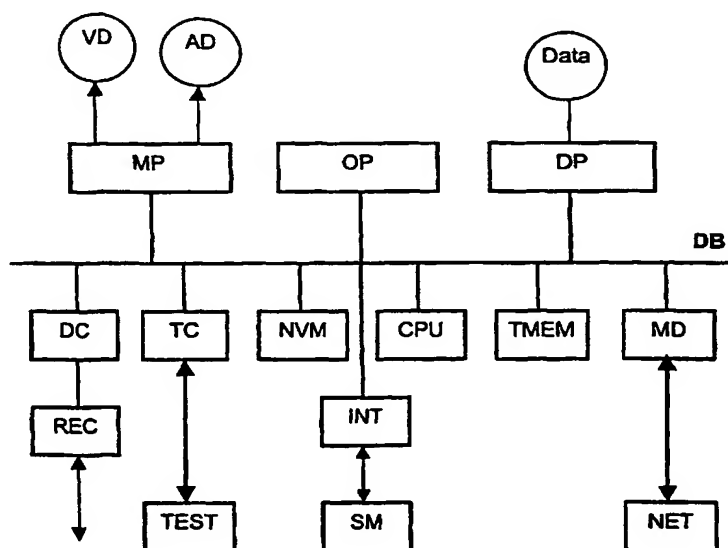 VD
AD
Data
MP
OP
DP
DB
DC
TC
NVM
CPU
TMEM
MD
REC
INT
TEST
SM
NET